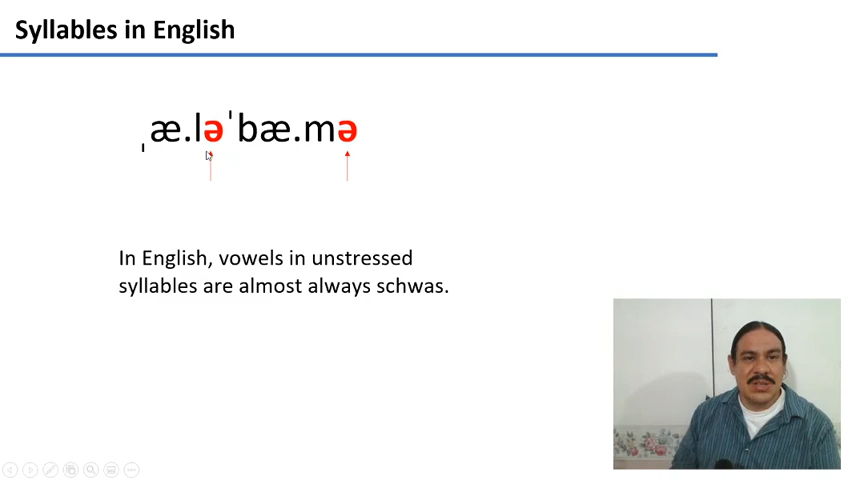 Syllables in English
ˌæ.ləˈbæ.mə
In English, vowels in unstressed
syllables are almost always schwas.